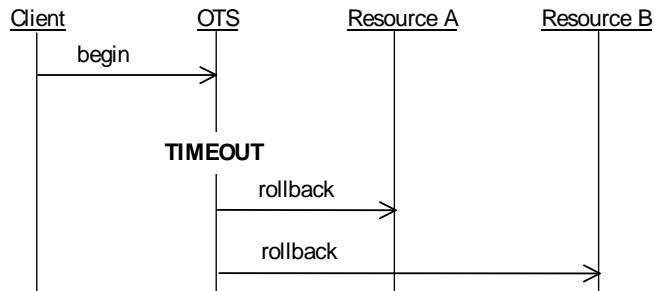 Client OTS Resource A Resource B
begin
TIMEOUT
rollback
rollback